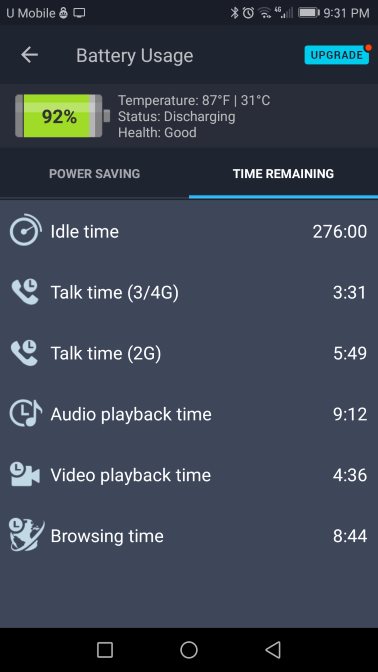 U Mobile 4G 9:31 PM
Battery Usage UPGRADE
92%
Temperature: 87°F | 31°C
Status: Discharging
Health: Good
POWER SAVING TIME REMAINING
Idle time 276:00
Talk time (3/4G) 3:31
Talk time (2G) 5:49
Audio playback time 9:12
Video playback time 4:36
Browsing time 8:44